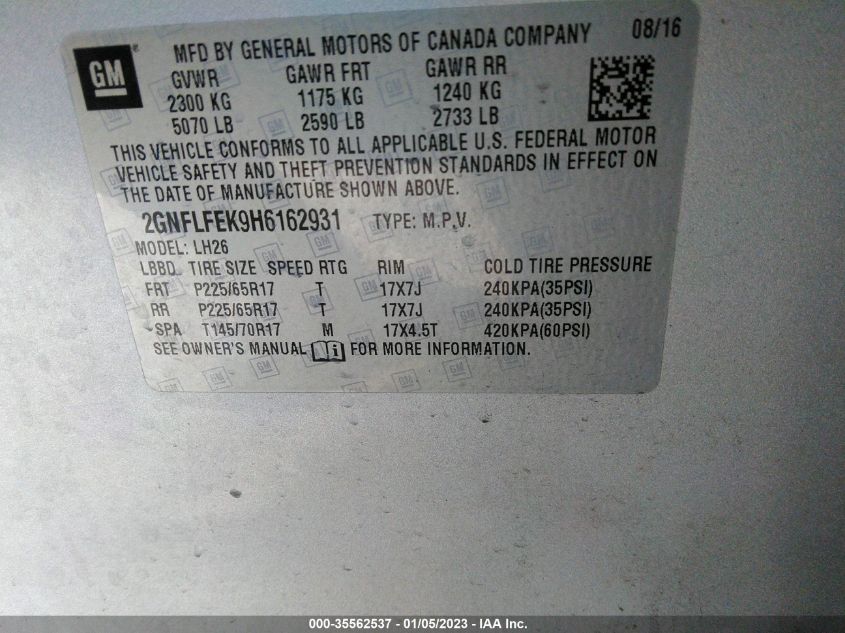 GM
MFD BY GENERAL MOTORS OF CANADA COMPANY 08/16
GVWR GAWR FRT GAWR RR
2300 KG 1175 KG 1240 KG
5070 LB 2590 LB 2733 LB
THIS VEHICLE CONFORMS TO ALL APPLICABLE U.S. FEDERAL MOTOR
VEHICLE SAFETY AND THEFT PREVENTION STANDARDS IN EFFECT ON
THE DATE OF MANUFACTURE SHOWN ABOVE.
2GNFLFEK9H6162931 TYPE: M.P.V.
MODEL: LH26
LBBD TIRE SIZE SPEED RTG RIM COLD TIRE PRESSURE
FRT P225/65R17 T 17X7J 240KPA(35PSI)
RR P225/65R17 T 17X7J 240KPA(35PSI)
SPA T145/70R17 M 17X4.5T 420KPA(60PSI)
SEE OWNER'S MANUAL FOR MORE INFORMATION.
000-35562537 - 01/05/2023 - IAA Inc.